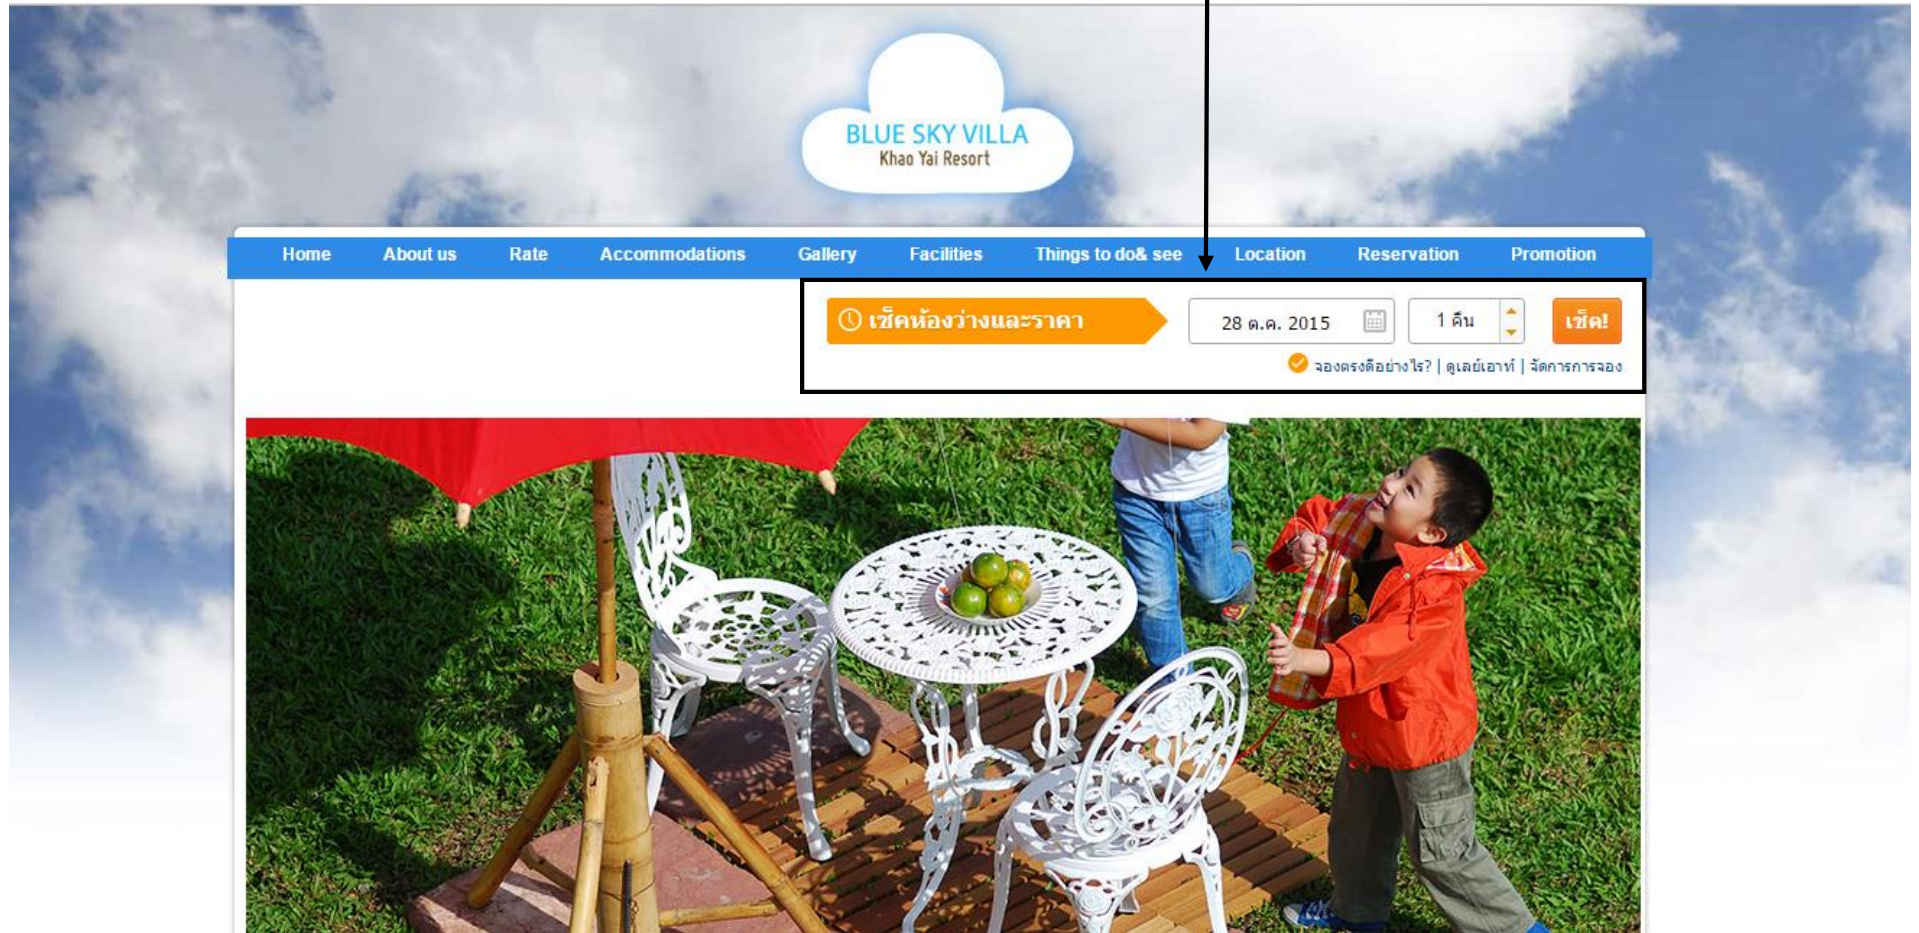 BLUE SKY VILLA
Khao Yai Resort
Home About us Rate Accommodations Gallery Facilities Things to do& see Location Reservation Promotion
เช็คห้องว่างและราคา 28 ต.ค. 2015 1 คืน เช็ค!
จองตรงดีอย่างไร? | ดูเลย์เอาท์ | จัดการการจอง